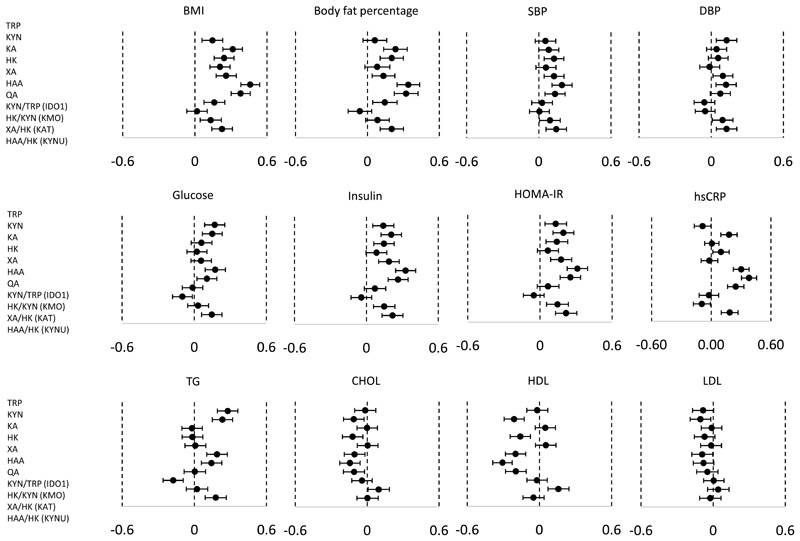 BMI Body fat percentage SBP DBP
TRP
KYN
KA
HK
XA
HAA
QA
KYN/TRP (IDO1)
HK/KYN (KMO)
XA/HK (KAT)
HAA/HK (KYNU)
-0.6 0 0.6 -0.6 0 0.6 -0.6 0 0.6 -0.6 0 0.6
Glucose Insulin HOMA-IR hsCRP
TRP
KYN
KA
HK
XA
HAA
QA
KYN/TRP (IDO1)
HK/KYN (KMO)
XA/HK (KAT)
HAA/HK (KYNU)
-0.6 0 0.6 -0.6 0 0.6 -0.6 0 0.6 -0.60 0.00 0.60
TG CHOL HDL LDL
TRP
KYN
KA
HK
XA
HAA
QA
KYN/TRP (IDO1)
HK/KYN (KMO)
XA/HK (KAT)
HAA/HK (KYNU)
-0.6 0 0.6 -0.6 0 0.6 -0.6 0 0.6 -0.6 0 0.6